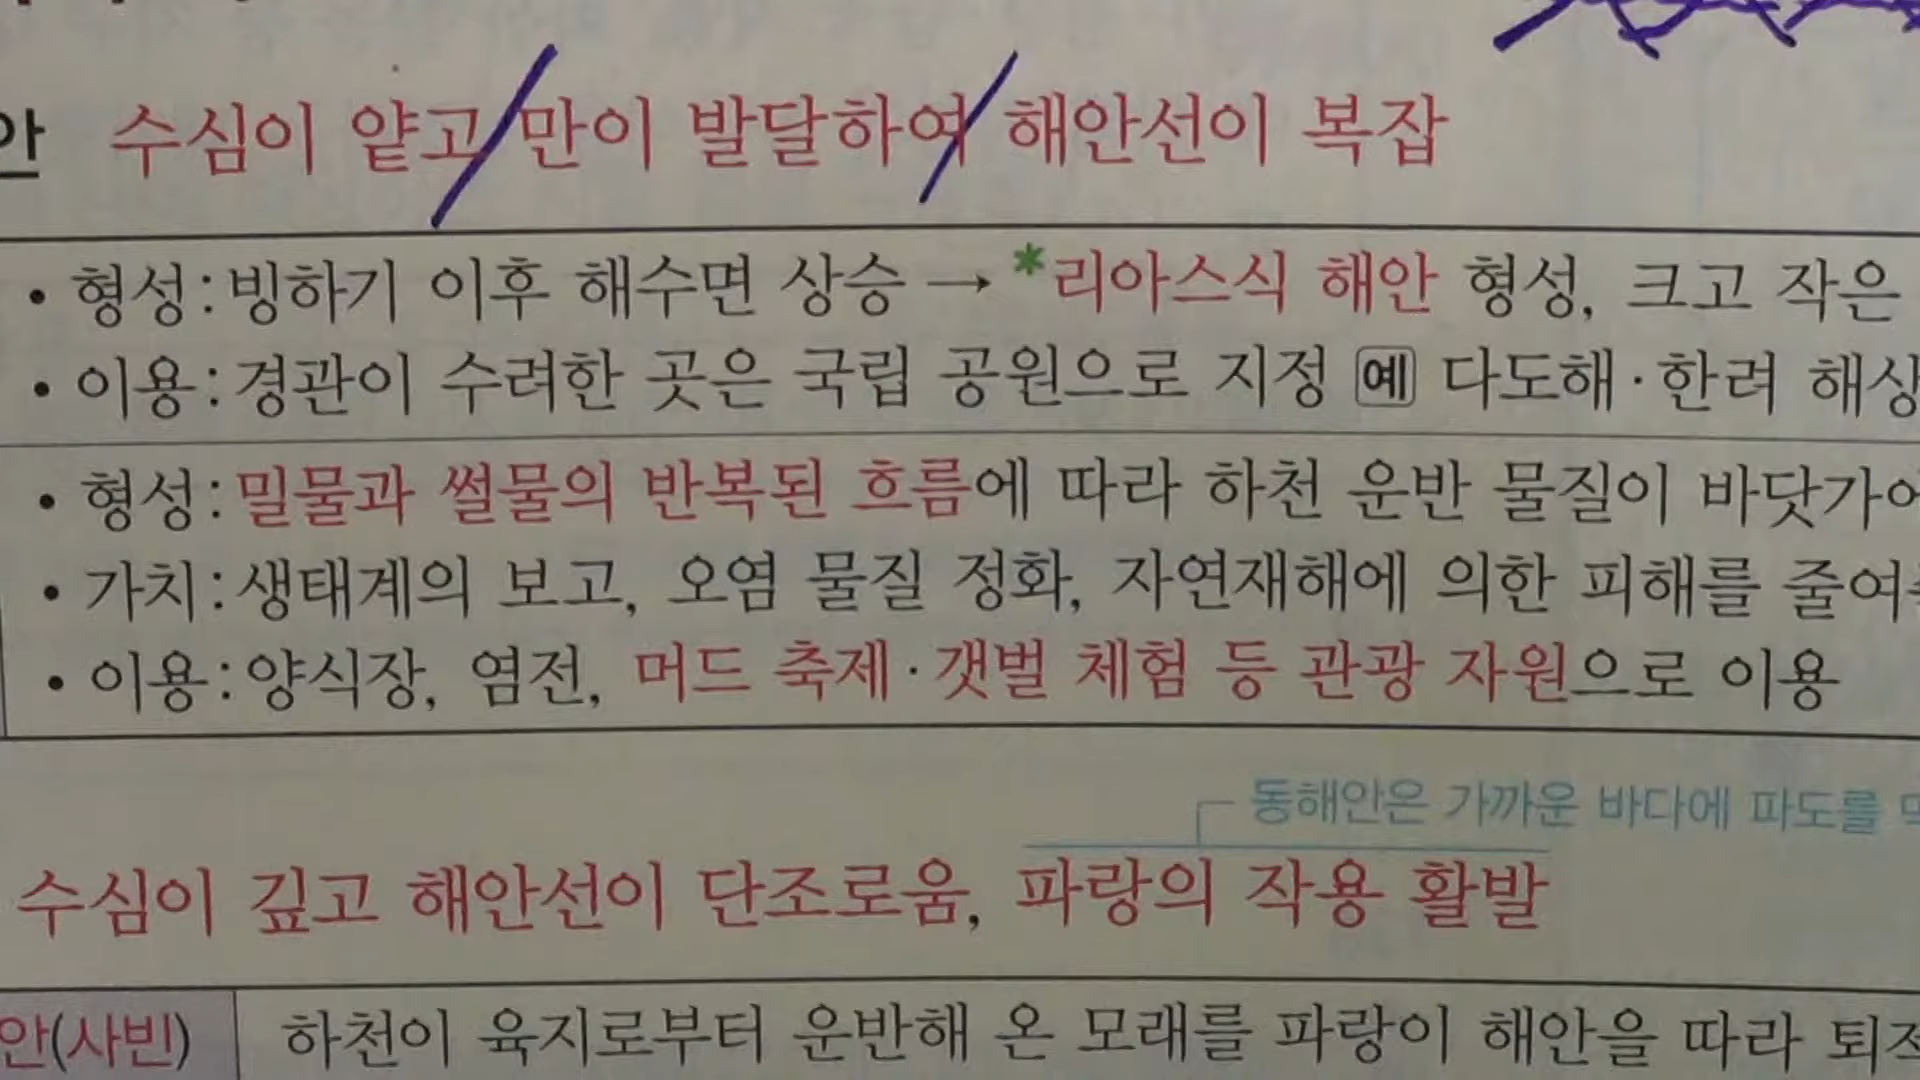 안 수심이 얕고 만이 발달하여 해안선이 복잡
• 형성: 빙하기 이후 해수면 상승 → *리아스식 해안 형성, 크고 작은
• 이용: 경관이 수려한 곳은 국립 공원으로 지정 예 다도해·한려 해상
• 형성: 밀물과 썰물의 반복된 흐름에 따라 하천 운반 물질이 바닷가에
• 가치: 생태계의 보고, 오염 물질 정화, 자연재해에 의한 피해를 줄여
• 이용: 양식장, 염전, 머드 축제·갯벌 체험 등 관광 자원으로 이용
동해안은 가까운 바다에 파도를
수심이 깊고 해안선이 단조로움, 파랑의 작용 활발
안(사빈) 하천이 육지로부터 운반해 온 모래를 파랑이 해안을 따라